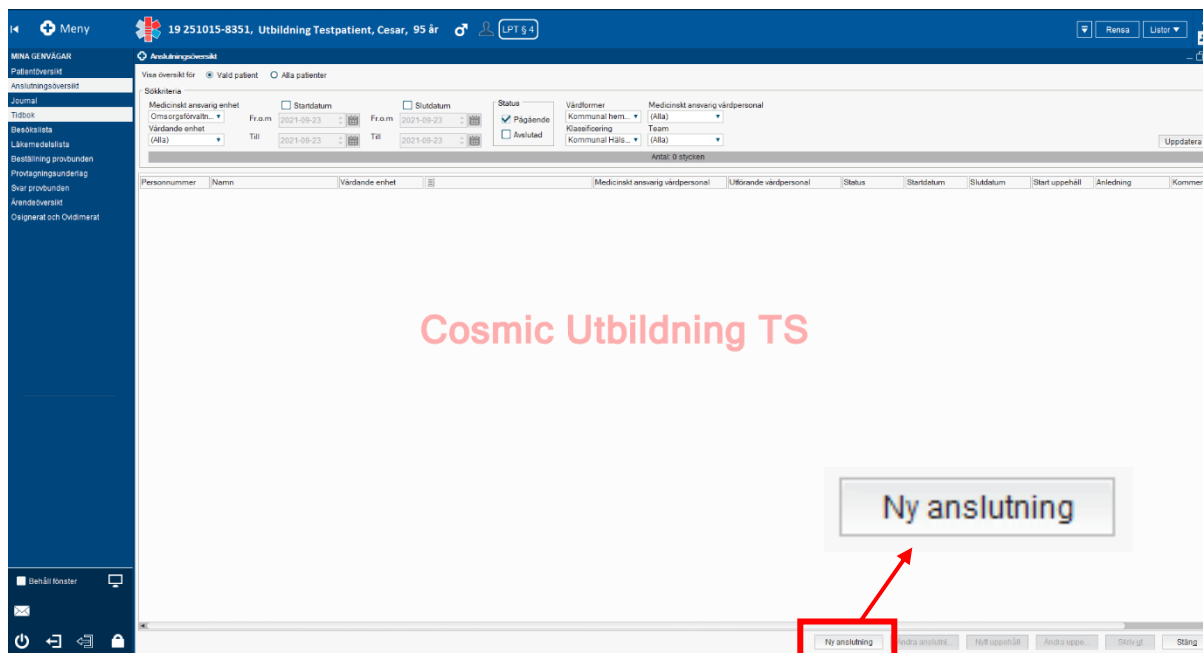 Meny
19 251015-8351, Utbildning Testpatient, Cesar, 95 år
LPT § 4
Rensa
Listor
MINA GENVÄGAR
Patientöversikt
Anslutningsöversikt
Journal
Tidbok
Besökslista
Läkemedelslista
Beställning provbunden
Provtagningsunderlag
Svar provbunden
Ärendeöversikt
Osignerat och Ovidimerat
Anslutningsöversikt
Visa översikt för Vald patient Alla patienter
Sökkriteria
Medicinskt ansvarig enhet Startdatum Slutdatum Status Vårdformer Medicinskt ansvarig vårdpersonal
Omsorgsförvaltn... Fr.o.m 2021-09-23 Fr.o.m 2021-09-23 Pågående Kommunal hem... (Alla)
Vårdande enhet Klassificering Team
(Alla) Till 2021-09-23 Till 2021-09-23 Avslutad Kommunal Häls... (Alla) Uppdatera
Antal: 0 stycken
Personnummer Namn Vårdande enhet Medicinskt ansvarig vårdpersonal Utförande vårdpersonal Status Startdatum Slutdatum Start uppehåll Anledning Kommen
Cosmic Utbildning TS
Ny anslutning
Behåll fönster
Ny anslutning Ändra anslutni... Nytt uppehåll Ändra uppe... Stäng